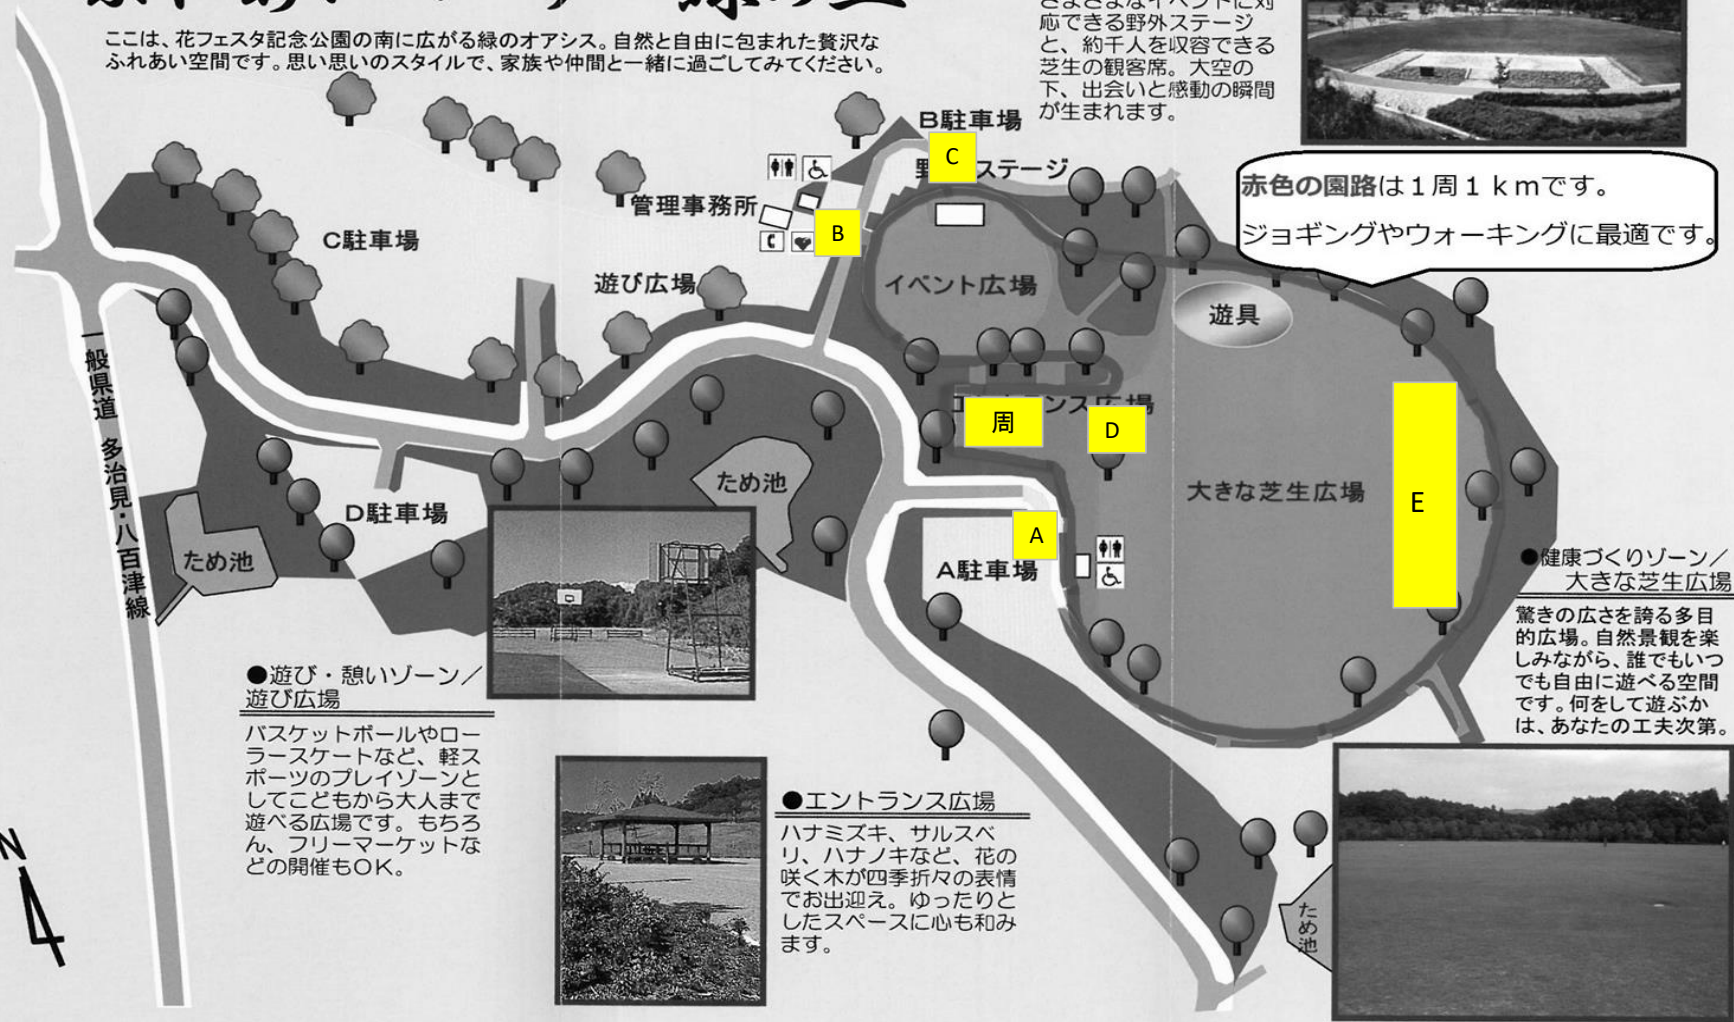 ここは、花フェスタ記念公園の南に広がる緑のオアシス。自然と自由に包まれた贅沢な
ふれあい空間です。思い思いのスタイルで、家族や仲間と一緒に過ごしてみてください。
さまざまなイベントに対
応できる野外ステージ
と、約千人を収容できる
芝生の観客席。大空の
下、出会いと感動の瞬間
が生まれます。
B駐車場
C
ステージ
赤色の園路は１周１ｋｍです。
ジョギングやウォーキングに最適です。
管理事務所
B
C駐車場
遊び広場
イベント広場
遊具
一般県道 多治見・八百津線
ンス広場
周
D
大きな芝生広場
E
ため池
D駐車場
ため池
A
A駐車場
●健康づくりゾーン／
大きな芝生広場
驚きの広さを誇る多目
的広場。自然景観を楽
しみながら、誰でもいつ
でも自由に遊べる空間
です。何をして遊ぶか
は、あなたの工夫次第。
●遊び・憩いゾーン／
遊び広場
バスケットボールやロー
ラースケートなど、軽ス
ポーツのプレイゾーンと
してこどもから大人まで
遊べる広場です。もちろ
ん、フリーマーケットな
どの開催もOK。
●エントランス広場
ハナミズキ、サルスベ
リ、ハナノキなど、花の
咲く木が四季折々の表情
でお出迎え。ゆったりと
したスペースに心も和み
ます。
ため池
N